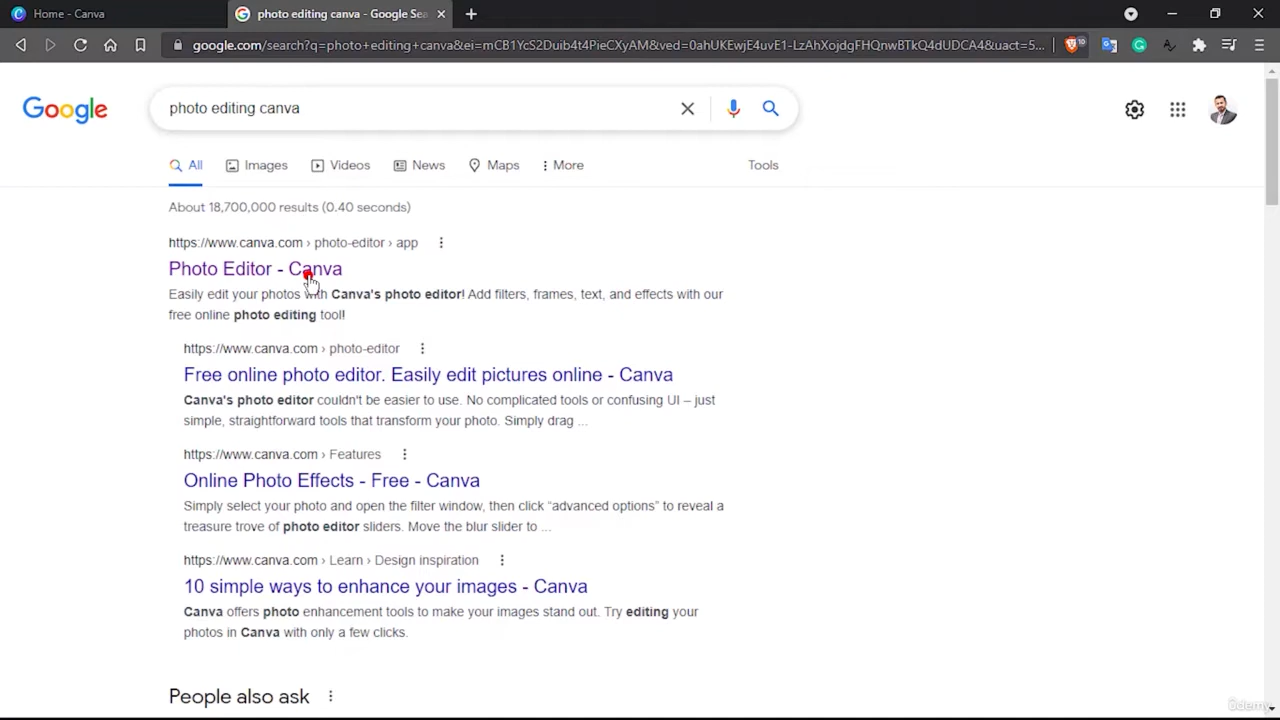 Home - Canva
photo editing canva - Google Sea
google.com/search?q=photo+editing+canva&ei=mCB1YcS2Duib4t4PieCXyAM&ved=0ahUKEwjE4uvE1-LzAhXojdgFHQnwBTkQ4dUDCA4&uact=5...
10
Google
photo editing canva
All
Images
Videos
News
Maps
More
Tools
About 18,700,000 results (0.40 seconds)
https://www.canva.com › photo-editor › app
Photo Editor - Canva
Easily edit your photos with Canva's photo editor! Add filters, frames, text, and effects with our
free online photo editing tool!
https://www.canva.com › photo-editor
Free online photo editor. Easily edit pictures online - Canva
Canva's photo editor couldn't be easier to use. No complicated tools or confusing UI – just
simple, straightforward tools that transform your photo. Simply drag ...
https://www.canva.com › Features
Online Photo Effects - Free - Canva
Simply select your photo and open the filter window, then click “advanced options” to reveal a
treasure trove of photo editor sliders. Move the blur slider to ...
https://www.canva.com › Learn › Design inspiration
10 simple ways to enhance your images - Canva
Canva offers photo enhancement tools to make your images stand out. Try editing your
photos in Canva with only a few clicks.
People also ask
ûdemy